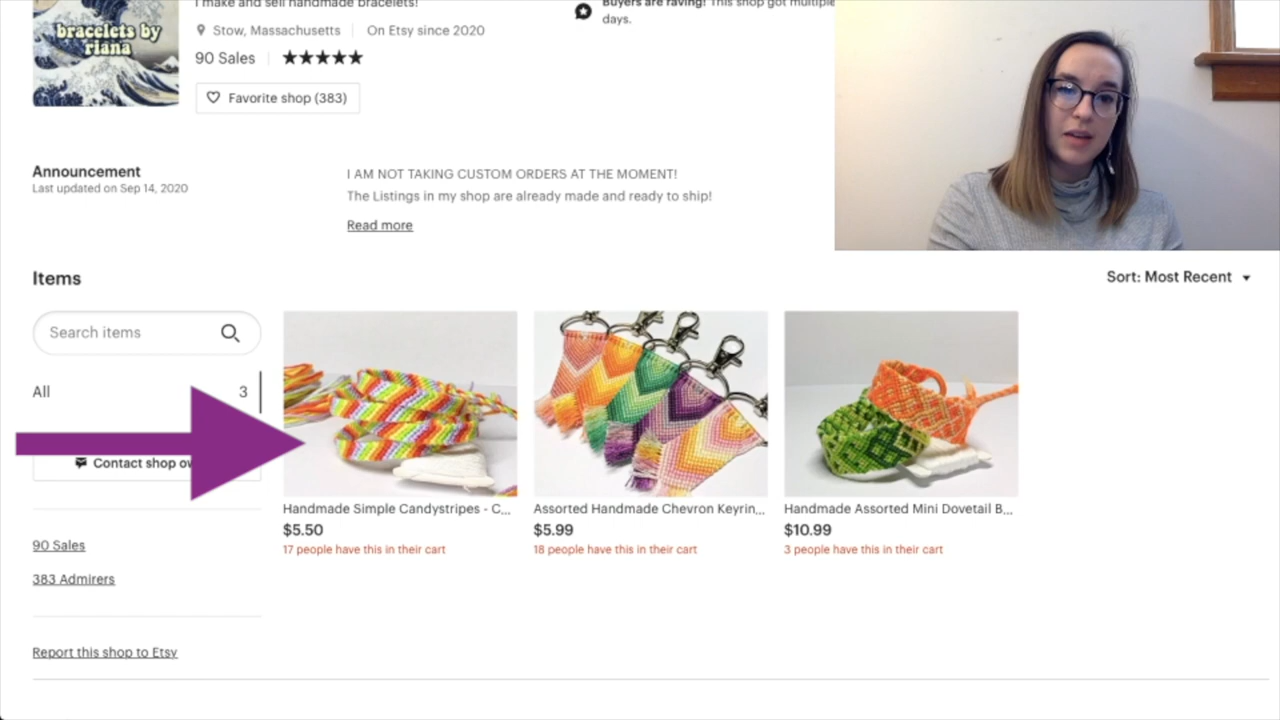 I make and sell handmade bracelets!
Buyers are raving! This shop got multiple
days.
bracelets by
riana
Stow, Massachusetts
On Etsy since 2020
90 Sales
Favorite shop (383)
Announcement
Last updated on Sep 14, 2020
I AM NOT TAKING CUSTOM ORDERS AT THE MOMENT!
The Listings in my shop are already made and ready to ship!
Read more
Items
Sort: Most Recent
Search items
All 3
Contact shop ow
Handmade Simple Candystripes - C...
$5.50
17 people have this in their cart
Assorted Handmade Chevron Keyrin...
$5.99
18 people have this in their cart
Handmade Assorted Mini Dovetail B...
$10.99
3 people have this in their cart
90 Sales
383 Admirers
Report this shop to Etsy